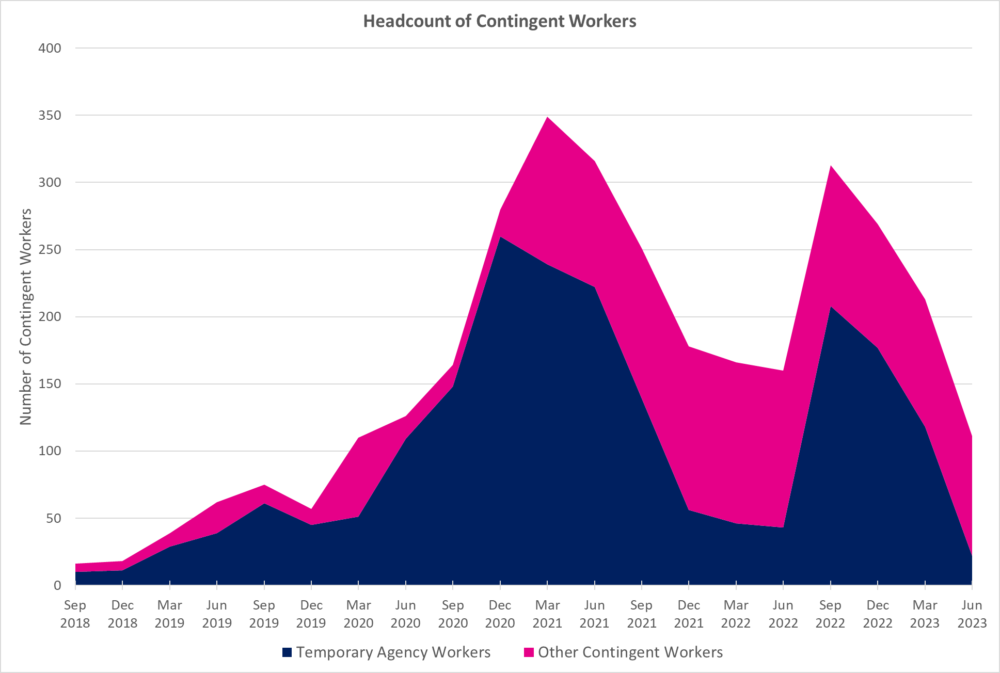 Headcount of Contingent Workers
400
350
300
250
200
150
100
50
0
Number of Contingent Workers
Sep Dec Mar Jun Sep Dec Mar Jun Sep Dec Mar Jun Sep Dec Mar Jun Sep Dec Mar Jun
2018 2018 2019 2019 2019 2019 2020 2020 2020 2020 2021 2021 2021 2021 2022 2022 2022 2022 2023 2023
Temporary Agency Workers Other Contingent Workers